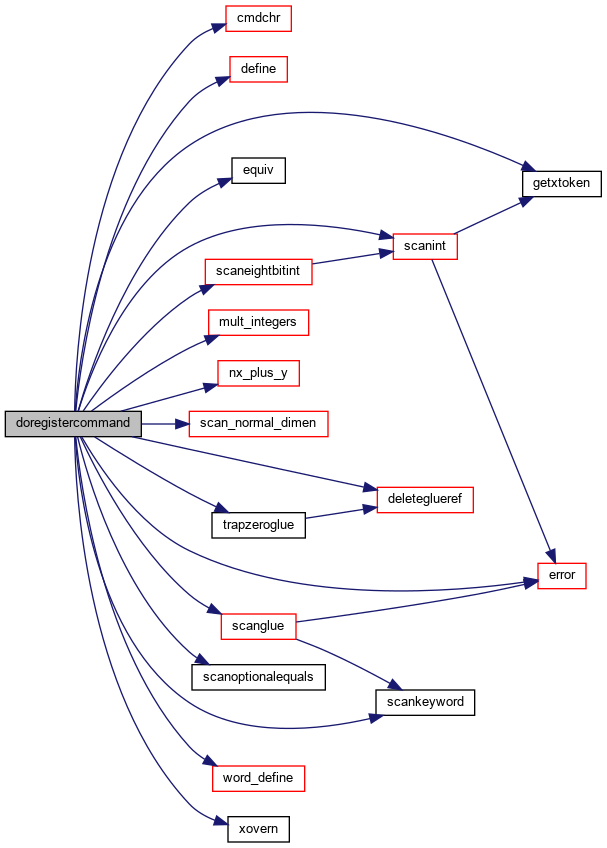 cmdchr
define
getxtoken
equiv
scanint
scaneightbitint
mult_integers
nx_plus_y
doregistercommand
scan_normal_dimen
deleteglueref
trapzeroglue
error
scanglue
scanoptionalequals
scankeyword
word_define
xovern